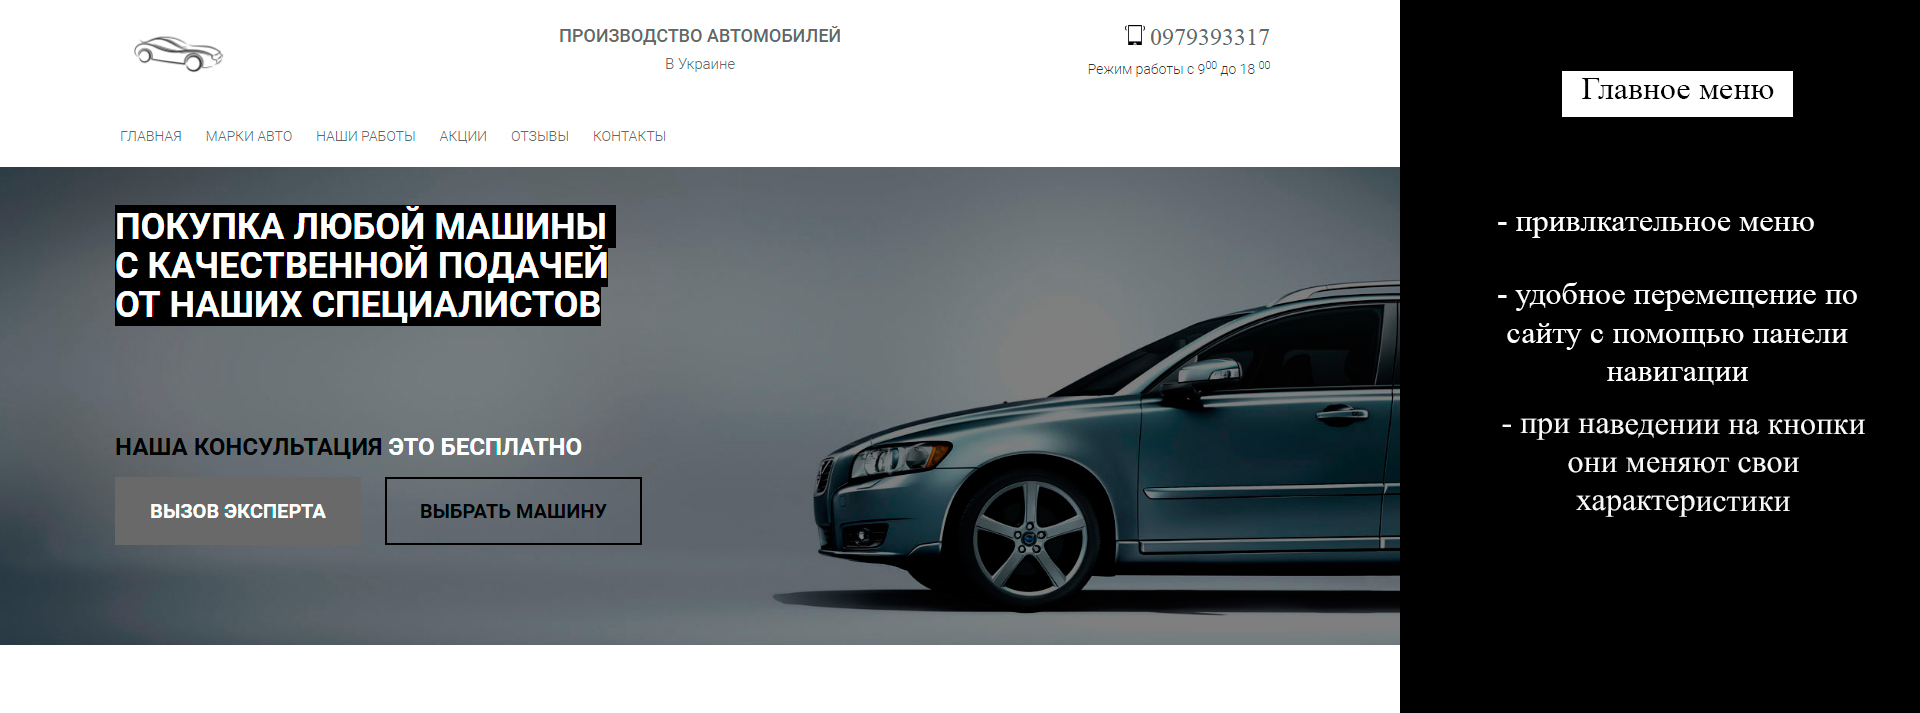 ПРОИЗВОДСТВО АВТОМОБИЛЕЙ
В Украине
0979393317
Режим работы с 9⁰⁰ до 18 ⁰⁰
ГЛАВНАЯ МАРКИ АВТО НАШИ РАБОТЫ АКЦИИ ОТЗЫВЫ КОНТАКТЫ
ПОКУПКА ЛЮБОЙ МАШИНЫ
С КАЧЕСТВЕННОЙ ПОДАЧЕЙ
ОТ НАШИХ СПЕЦИАЛИСТОВ
НАША КОНСУЛЬТАЦИЯ ЭТО БЕСПЛАТНО
ВЫЗОВ ЭКСПЕРТА
ВЫБРАТЬ МАШИНУ
Главное меню
- привлкательное меню
- удобное перемещение по
сайту с помощью панели
навигации
- при наведении на кнопки
они меняют свои
характеристики